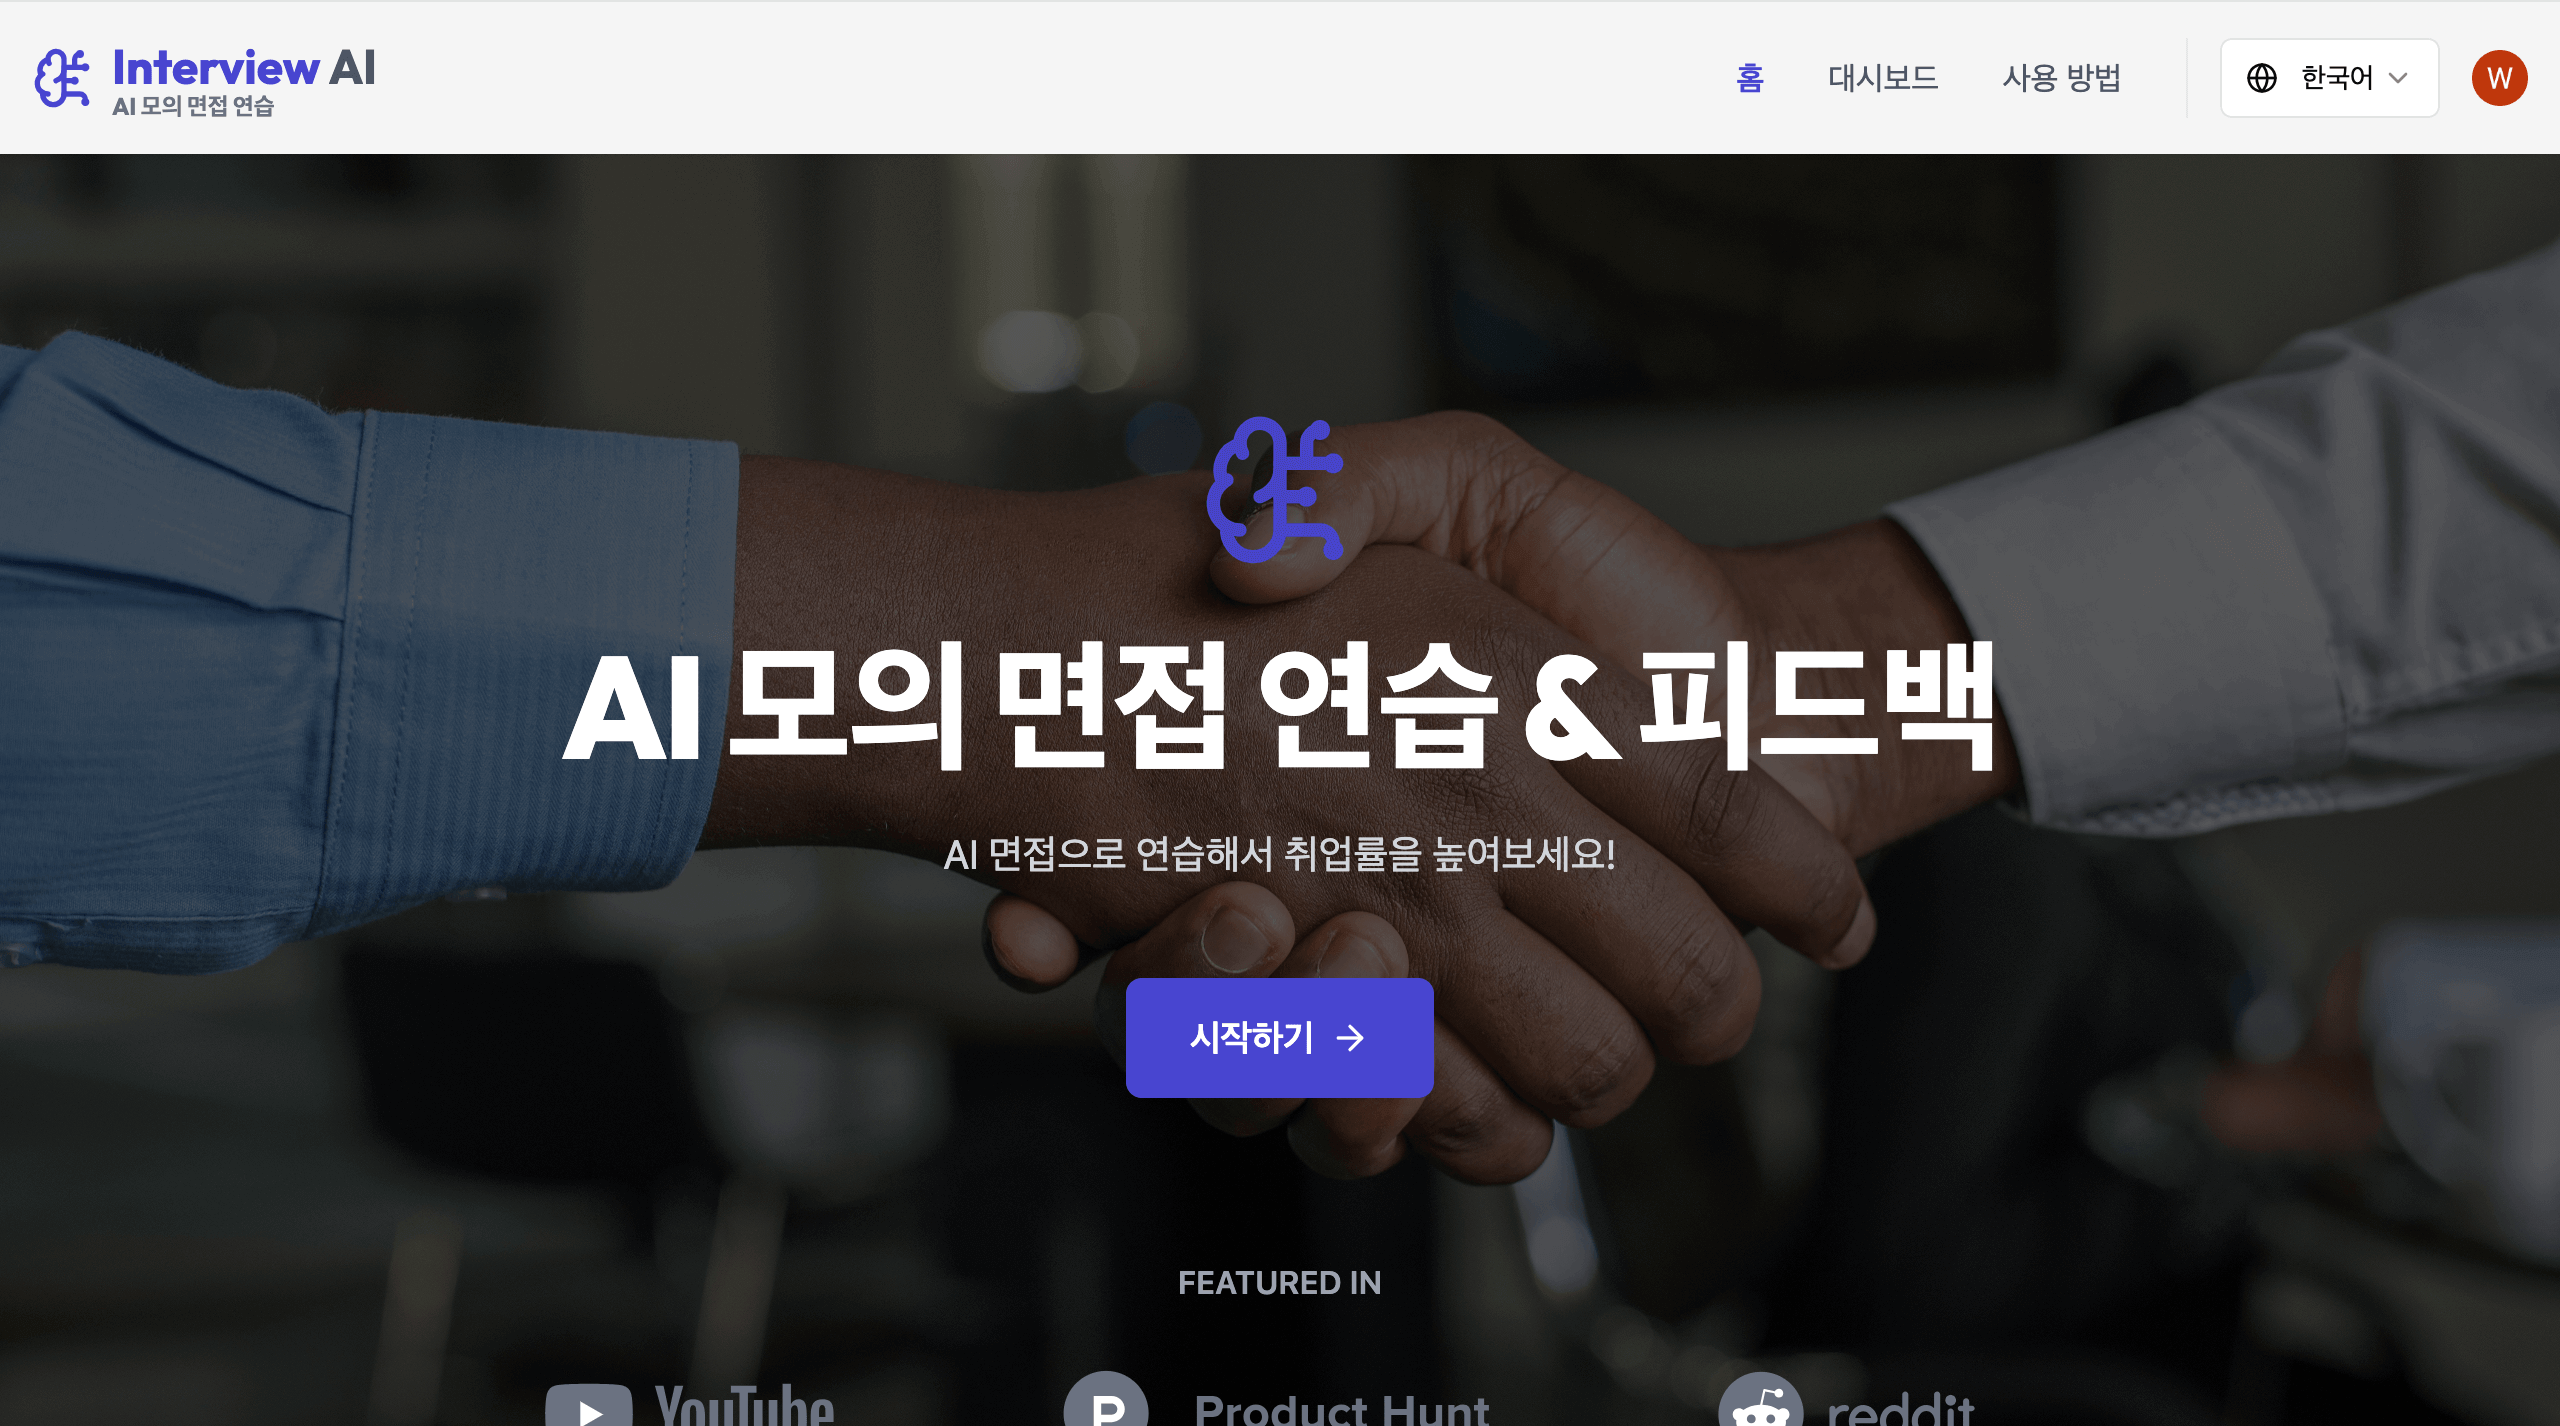 Interview AI
AI 모의 면접 연습
홈
대시보드
사용 방법
한국어
W
AI 모의 면접 연습 & 피드백
AI 면접으로 연습해서 취업률을 높여보세요!
시작하기
FEATURED IN
YouTube
P Product Hunt
reddit